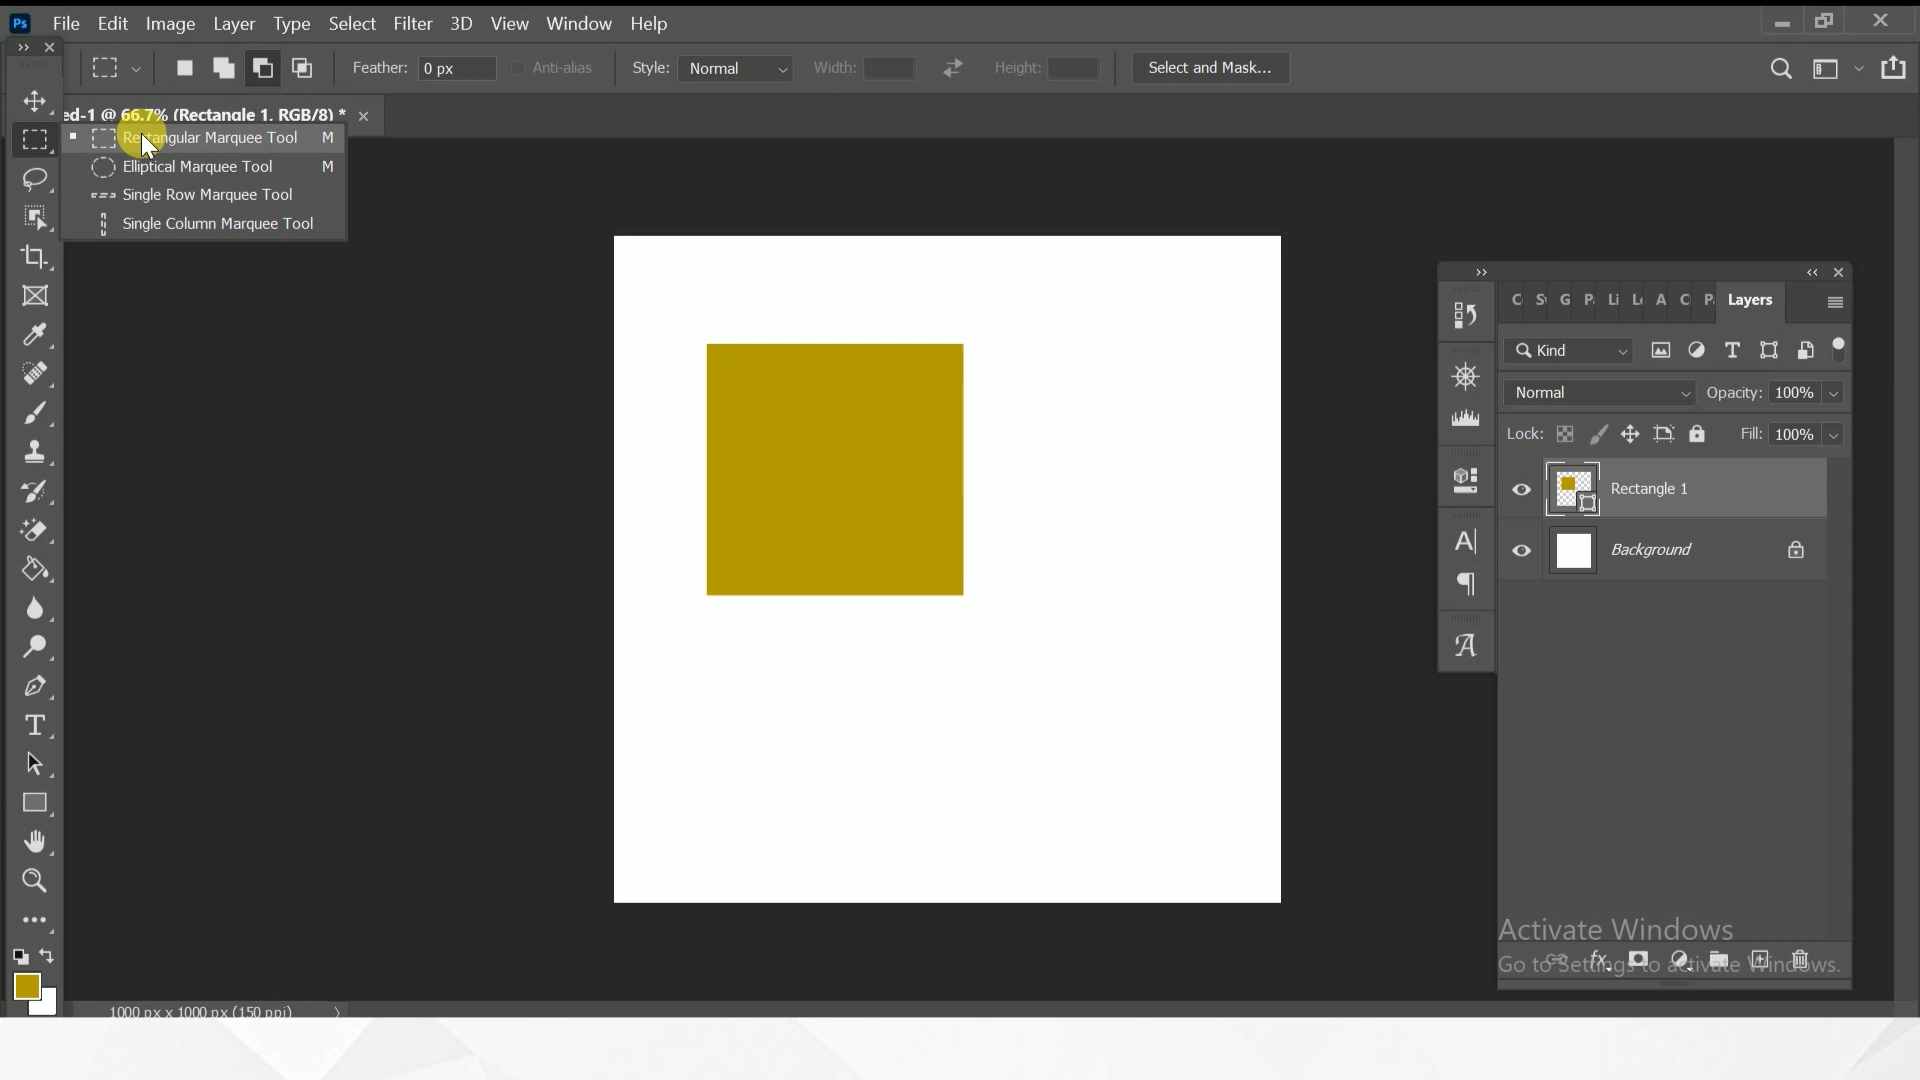 Ps File Edit Image Layer Type Select Filter 3D View Window Help
Feather: 0 px Anti-alias Style: Normal Width: Height: Select and Mask...
ed-1 @ 66.7% (Rectangle 1, RGB/8) *
Rectangular Marquee Tool M
Elliptical Marquee Tool M
Single Row Marquee Tool
Single Column Marquee Tool
Layers
Kind
Normal Opacity: 100%
Lock: Fill: 100%
Rectangle 1
Background
Activate Windows
Go to Settings to activate Windows.
1000 px x 1000 px (150 ppi)